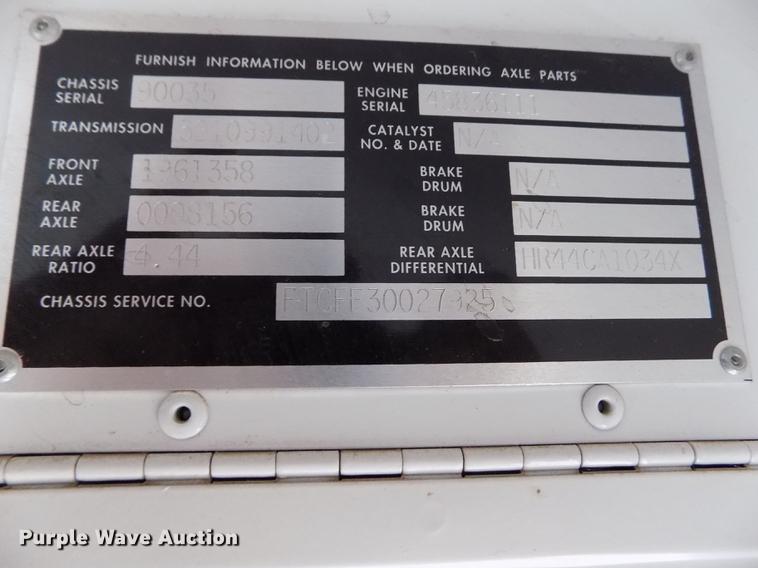 FURNISH INFORMATION BELOW WHEN ORDERING AXLE PARTS
CHASSIS SERIAL 90035
ENGINE SERIAL 45836111
TRANSMISSION
CATALYST NO. & DATE N/A
FRONT AXLE 1961358
BRAKE DRUM N/A
REAR AXLE 0008156
BRAKE DRUM N/A
REAR AXLE RATIO 4.44
REAR AXLE DIFFERENTIAL HR44CA1034X
CHASSIS SERVICE NO.
Purple Wave Auction